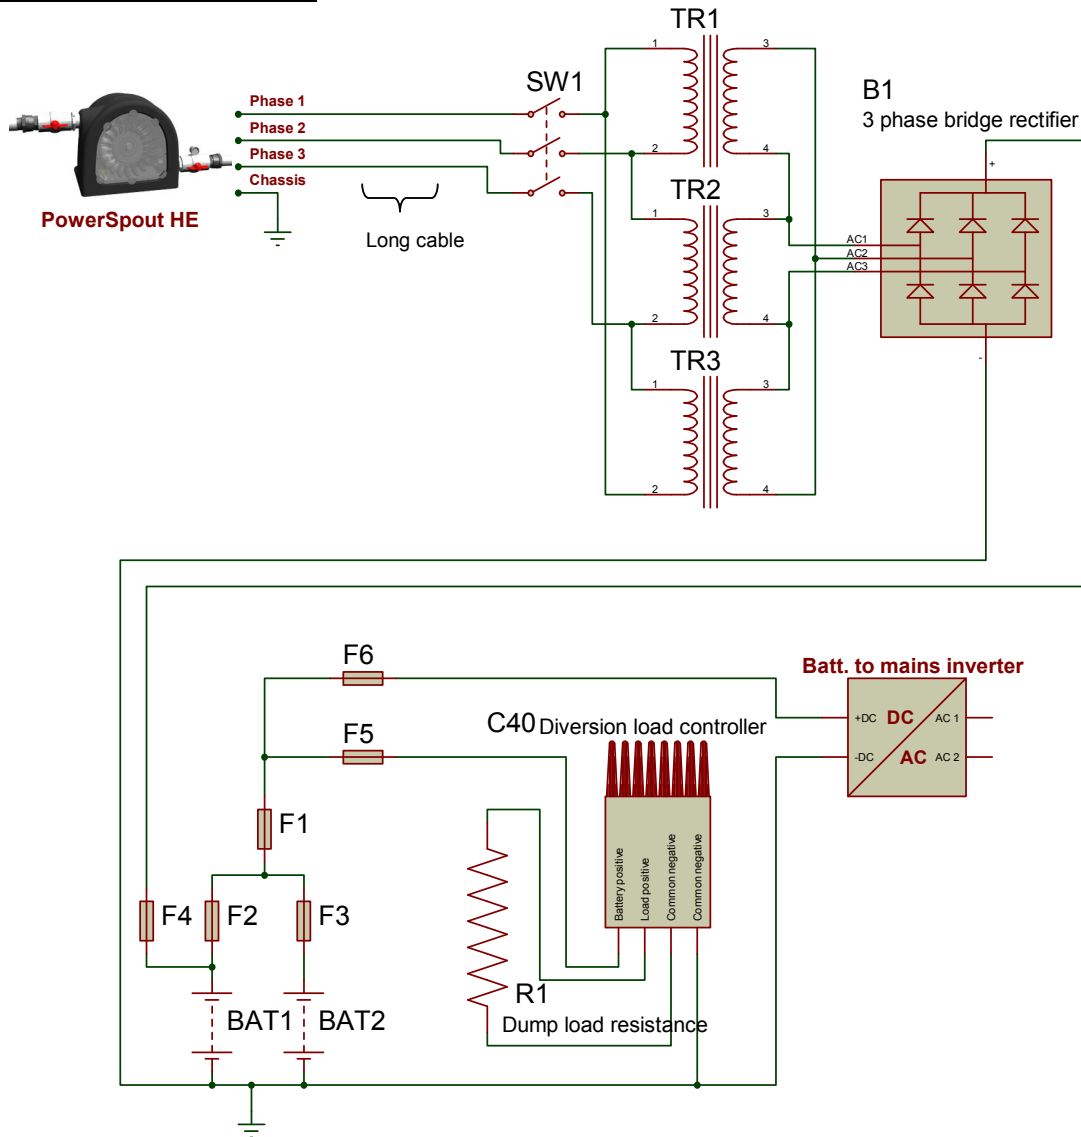 TR1
1
3
SW1
B1
3 phase bridge rectifier
Phase 1
Phase 2
Phase 3
Chassis
PowerSpout HE
Long cable
2
4
+
TR2
1
3
AC1
AC2
AC3
2
4
-
TR3
1
3
2
4
F6
Batt. to mains inverter
C40 Diversion load controller
+DC DC AC 1
-DC AC AC 2
F5
F1
Battery positive
Load positive
Common negative
Common negative
F4
F2
F3
R1
Dump load resistance
BAT1
BAT2